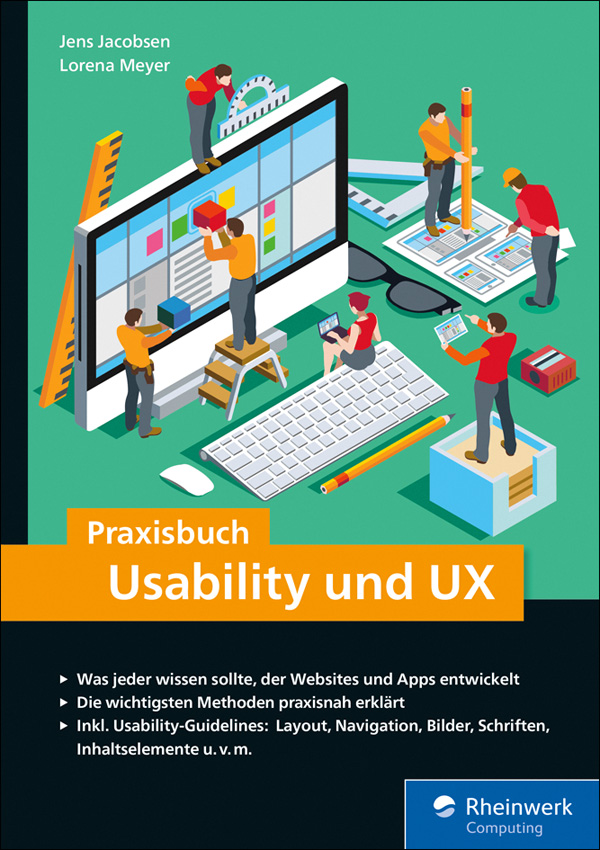 Jens Jacobsen
Lorena Meyer
Praxisbuch
Usability und UX
▸ Was jeder wissen sollte, der Websites und Apps entwickelt
▸ Die wichtigsten Methoden praxisnah erklärt
▸ Inkl. Usability-Guidelines: Layout, Navigation, Bilder, Schriften,
Inhaltselemente u. v. m.
Rheinwerk
Computing